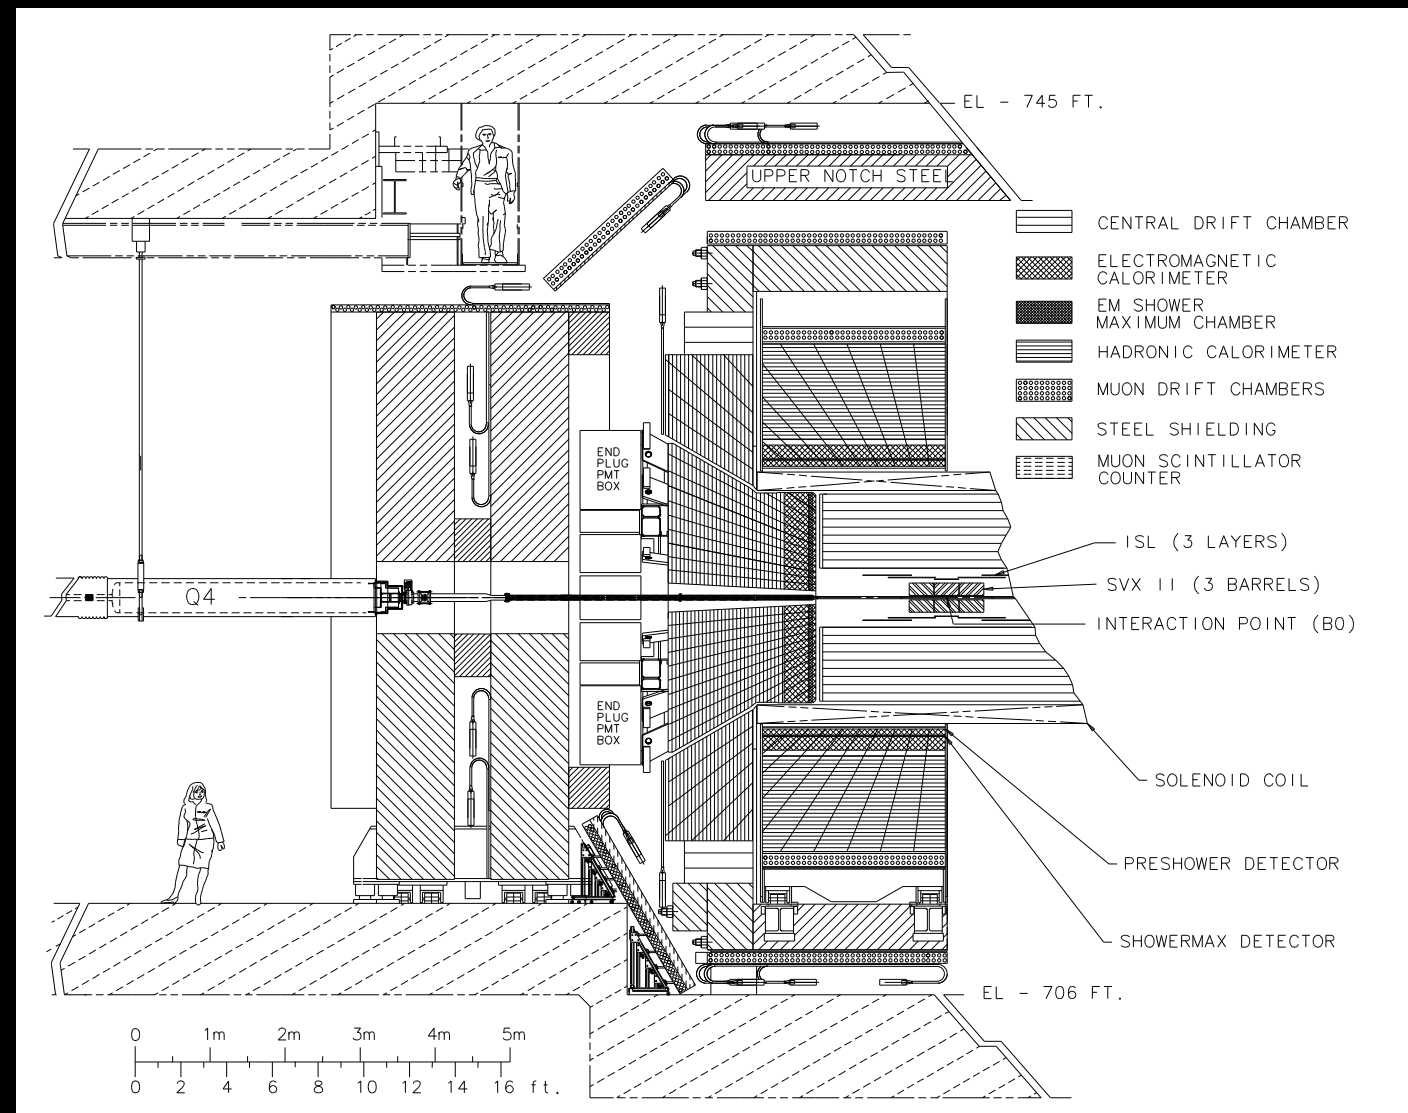 EL - 745 FT.
UPPER NOTCH STEEL
CENTRAL DRIFT CHAMBER
ELECTROMAGNETIC
CALORIMETER
EM SHOWER
MAXIMUM CHAMBER
HADRONIC CALORIMETER
MUON DRIFT CHAMBERS
STEEL SHIELDING
MUON SCINTILLATOR
COUNTER
END
PLUG
PMT
BOX
ISL (3 LAYERS)
SVX II (3 BARRELS)
Q4
INTERACTION POINT (B0)
END
PLUG
PMT
BOX
SOLENOID COIL
PRESHOWER DETECTOR
SHOWERMAX DETECTOR
EL - 706 FT.
0 1m 2m 3m 4m 5m
0 2 4 6 8 10 12 14 16 ft.